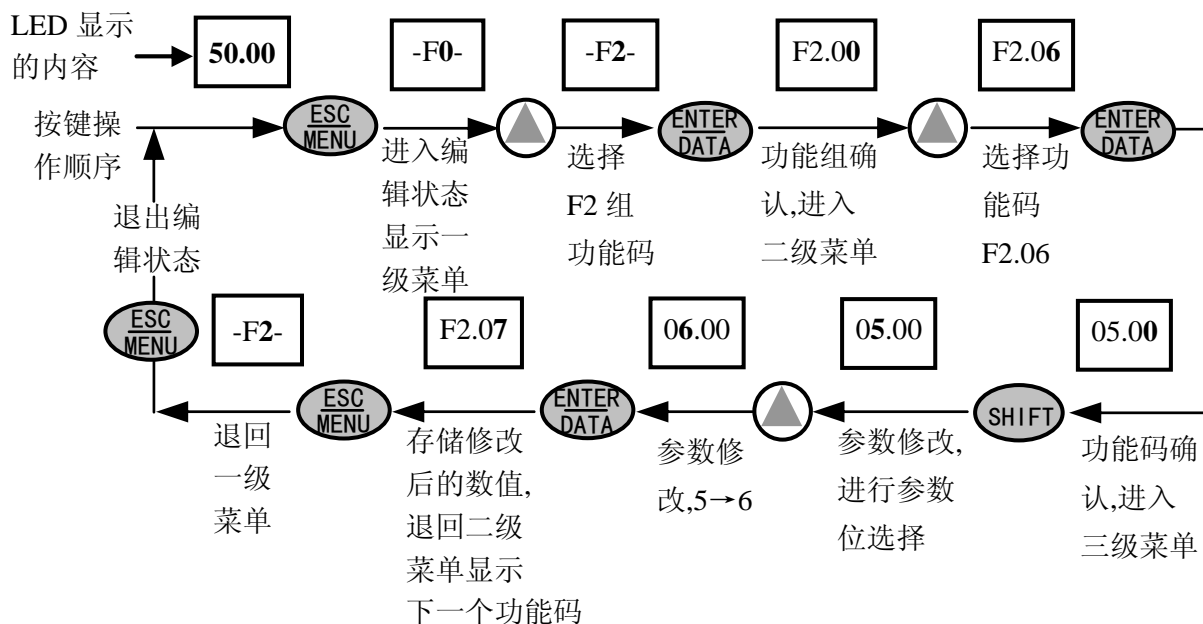 LED 显示
的内容
50.00
-F0-
-F2-
F2.00
F2.06
按键操
作顺序
ESC
MENU
进入编
辑状态
显示一
级菜单
选择
F2 组
功能码
ENTER
DATA
功能组确
认,进入
二级菜单
选择功
能码
F2.06
ENTER
DATA
05.00
功能码确
认,进入
三级菜单
SHIFT
05.00
参数修改,
进行参数
位选择
06.00
参数修
改,5→6
ENTER
DATA
F2.07
存储修改
后的数值,
退回二级
菜单显示
下一个功能码
ESC
MENU
-F2-
退回
一级
菜单
ESC
MENU
退出编
辑状态